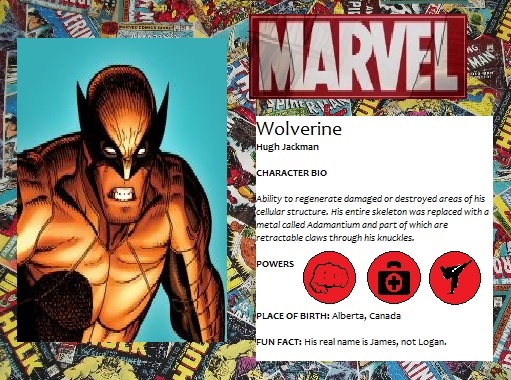 MARVEL
Wolverine
Hugh Jackman
CHARACTER BIO
Ability to regenerate damaged or destroyed areas of his
cellular structure. His entire skeleton was replaced with a
metal called Adamantium and part of which are
retractable claws through his knuckles.
POWERS
PLACE OF BIRTH: Alberta, Canada
FUN FACT: His real name is James, not Logan.